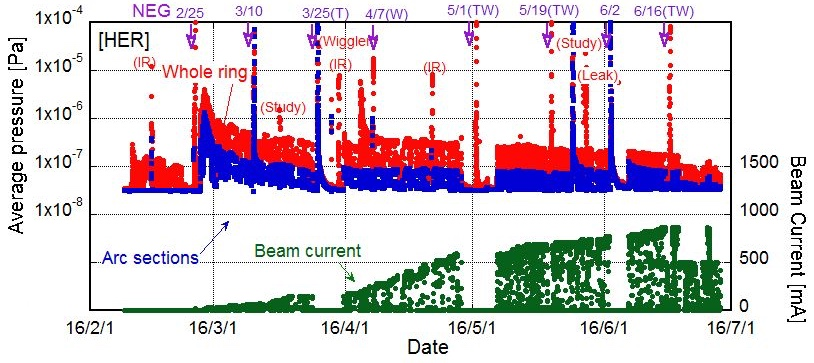 NEG 2/25 3/10 3/25(T) 4/7(W) 5/1(TW) 5/19(TW) 6/2 6/16(TW)
1x10⁻⁴
[HER]
(Wiggler)
(Study)
(IR)
Whole ring
(IR)
(IR)
(Leak)
1x10⁻⁵
(Study)
1x10⁻⁶
1x10⁻⁷
1500
1x10⁻⁸
1000
Arc sections
Beam current
500
0
16/2/1 16/3/1 16/4/1 16/5/1 16/6/1 16/7/1
Date
Average pressure [Pa]
Beam Current [mA]